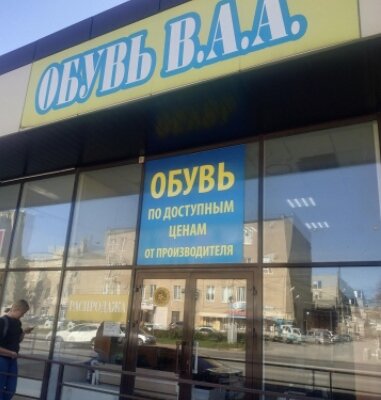 ОБУВЬ В.А.А.
ОБУВЬ
ПО ДОСТУПНЫМ
ЦЕНАМ
ОТ ПРОИЗВОДИТЕЛЯ
РАСПРОДАЖА